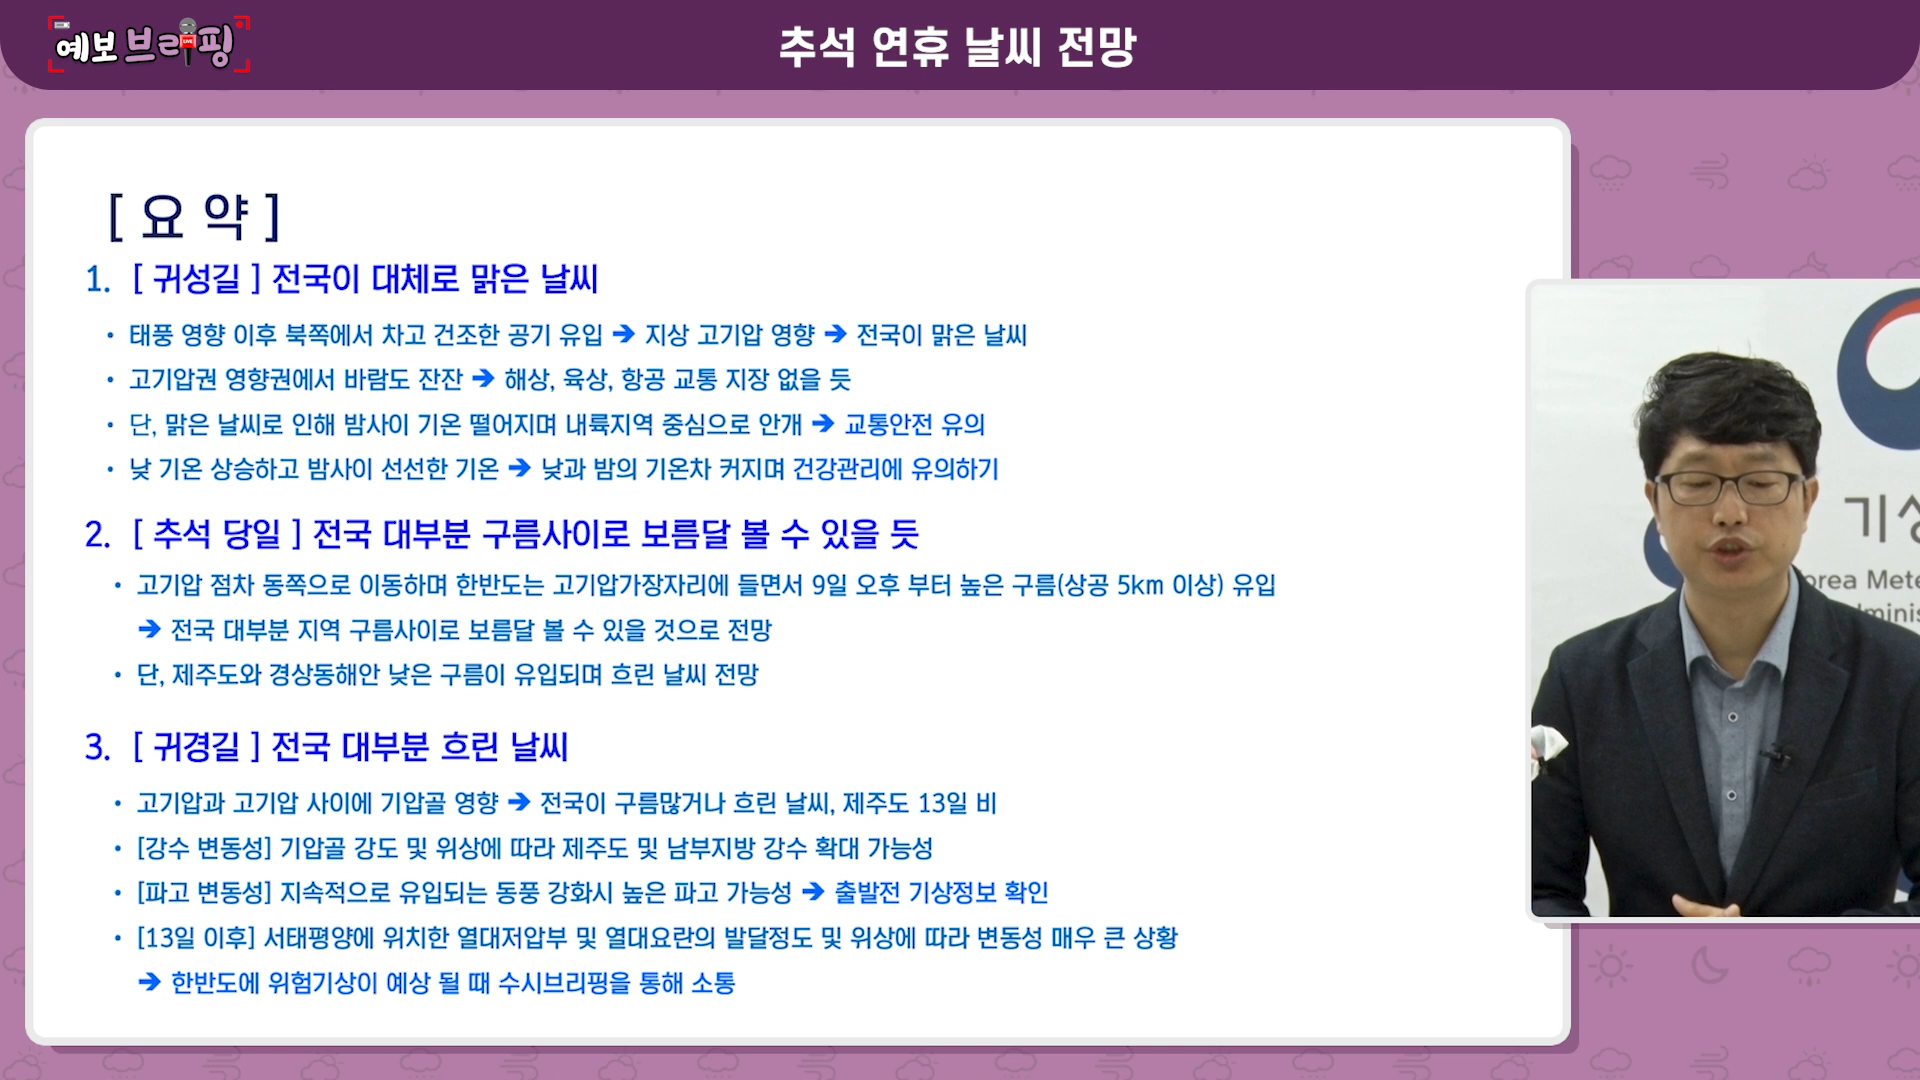 예보 브리핑
LIVE
추석 연휴 날씨 전망
[ 요 약 ]
1. [ 귀성길 ] 전국이 대체로 맑은 날씨
• 태풍 영향 이후 북쪽에서 차고 건조한 공기 유입 ➔ 지상 고기압 영향 ➔ 전국이 맑은 날씨
• 고기압권 영향권에서 바람도 잔잔 ➔ 해상, 육상, 항공 교통 지장 없을 듯
• 단, 맑은 날씨로 인해 밤사이 기온 떨어지며 내륙지역 중심으로 안개 ➔ 교통안전 유의
• 낮 기온 상승하고 밤사이 선선한 기온 ➔ 낮과 밤의 기온차 커지며 건강관리에 유의하기
2. [ 추석 당일 ] 전국 대부분 구름사이로 보름달 볼 수 있을 듯
• 고기압 점차 동쪽으로 이동하며 한반도는 고기압가장자리에 들면서 9일 오후 부터 높은 구름(상공 5km 이상) 유입
➔ 전국 대부분 지역 구름사이로 보름달 볼 수 있을 것으로 전망
• 단, 제주도와 경상동해안 낮은 구름이 유입되며 흐린 날씨 전망
3. [ 귀경길 ] 전국 대부분 흐린 날씨
• 고기압과 고기압 사이에 기압골 영향 ➔ 전국이 구름많거나 흐린 날씨, 제주도 13일 비
• [강수 변동성] 기압골 강도 및 위상에 따라 제주도 및 남부지방 강수 확대 가능성
• [파고 변동성] 지속적으로 유입되는 동풍 강화시 높은 파고 가능성 ➔ 출발전 기상정보 확인
• [13일 이후] 서태평양에 위치한 열대저압부 및 열대요란의 발달정도 및 위상에 따라 변동성 매우 큰 상황
➔ 한반도에 위험기상이 예상 될 때 수시브리핑을 통해 소통
기상
orea Mete
dminis